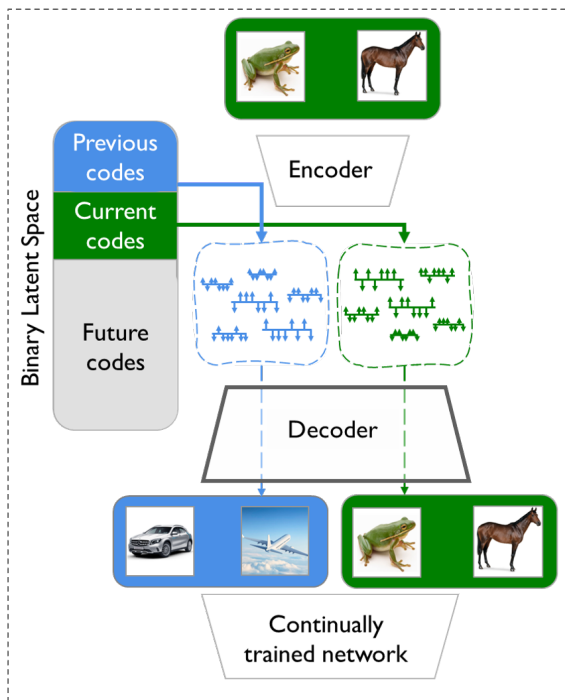 Previous
codes
Encoder
Current
codes
Binary Latent Space
Future
codes
Decoder
Continually
trained network